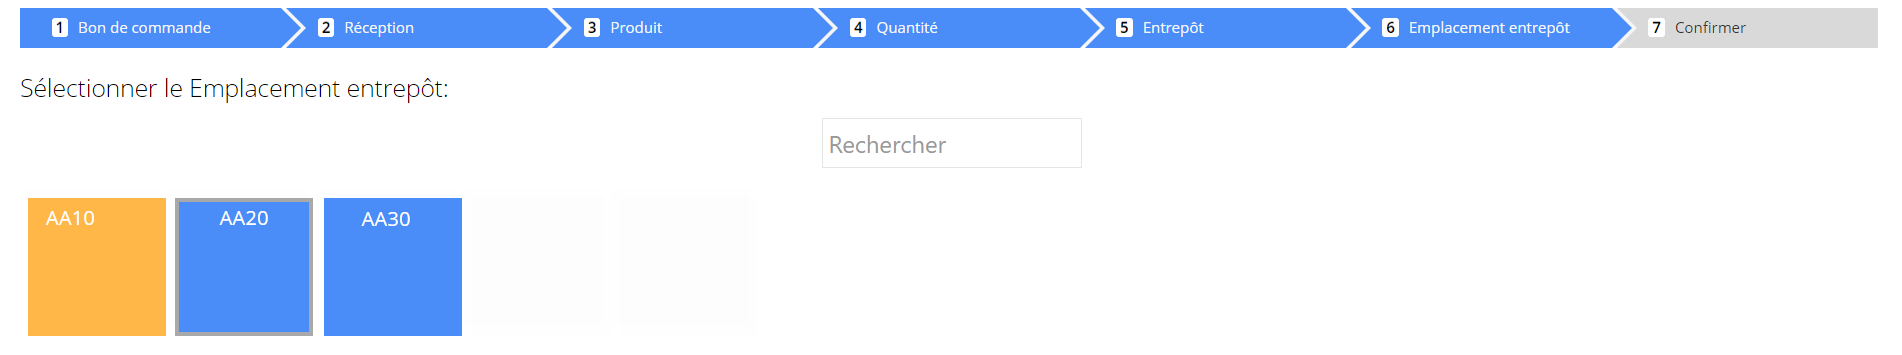 1 Bon de commande 2 Réception 3 Produit 4 Quantité 5 Entrepôt 6 Emplacement entrepôt 7 Confirmer
Sélectionner le Emplacement entrepôt:
Rechercher
AA10 AA20 AA30